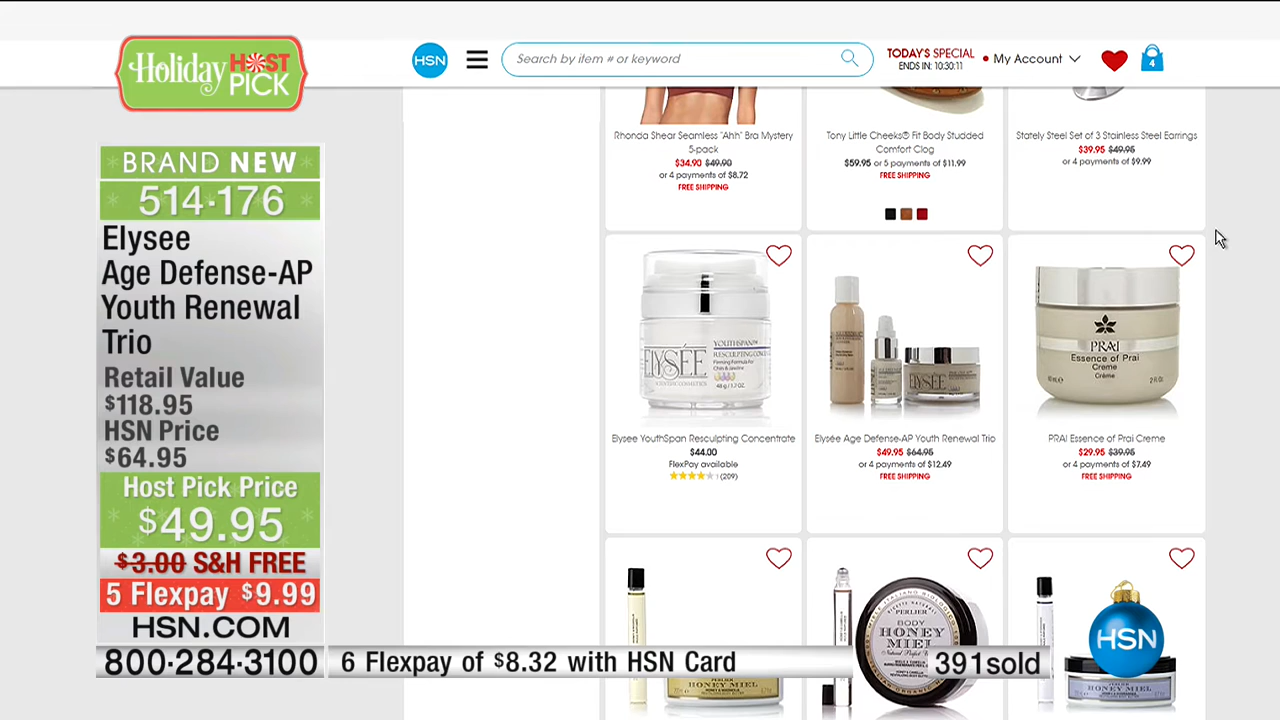 Holiday HOST PICK
BRAND NEW
514-176
Elysee
Age Defense-AP
Youth Renewal
Trio
Retail Value
$118.95
HSN Price
$64.95
Host Pick Price
$49.95
$3.00 S&H FREE
5 Flexpay $9.99
HSN.COM
800·284·3100
6 Flexpay of $8.32 with HSN Card
391sold
HSN
HSN
Search by item # or keyword
TODAY'S SPECIAL
ENDS IN: 10:30:11
My Account
4
Rhonda Shear Seamless "Ahh" Bra Mystery
5-pack
$34.90 $49.90
or 4 payments of $8.72
FREE SHIPPING
Tony Little Cheeks® Fit Body Studded
Comfort Clog
$59.95 or 5 payments of $11.99
FREE SHIPPING
Stately Steel Set of 3 Stainless Steel Earrings
$39.95 $49.95
or 4 payments of $9.99
ELYSÉE
YOUTHSPAN
Elysee YouthSpan Resculpting Concentrate
$44.00
FlexPay available
(209)
ELYSÉE
Elysée Age Defense-AP Youth Renewal Trio
$49.95 $64.95
or 4 payments of $12.49
FREE SHIPPING
PRAI
Essence of Prai
Creme
Crème
2 FL OZ
PRAI Essence of Prai Creme
$29.95 $39.95
or 4 payments of $7.49
FREE SHIPPING
HONEY MIEL
PERLIER
BODY
HONEY
MIEL
PERLIER
HONEY MIEL